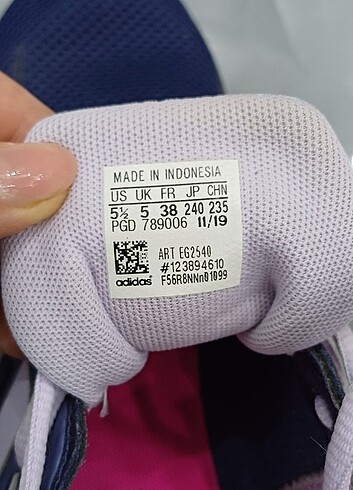 MADE IN INDONESIA
US UK FR JP CHN
5½ 5 38 240 235
PGD 789006 11/19
ART EG2540
#123894610
F56R8NNn01099
adidas